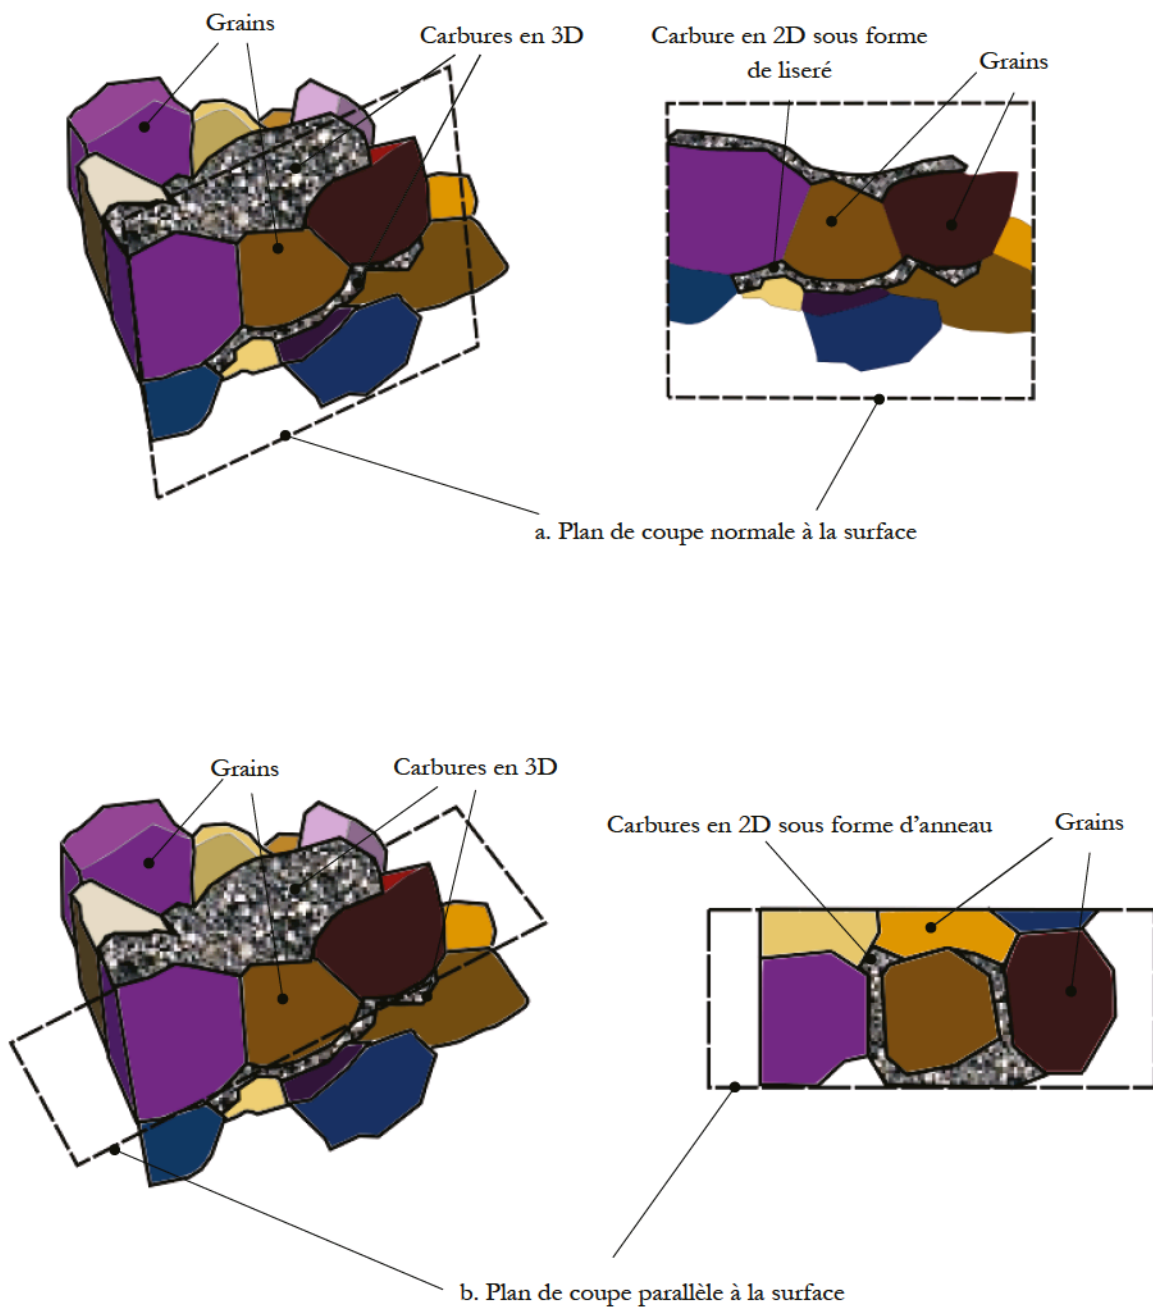 Grains
Carbures en 3D
Carbure en 2D sous forme
de liseré
Grains
a. Plan de coupe normale à la surface
Grains
Carbures en 3D
Carbures en 2D sous forme d'anneau
Grains
b. Plan de coupe parallèle à la surface